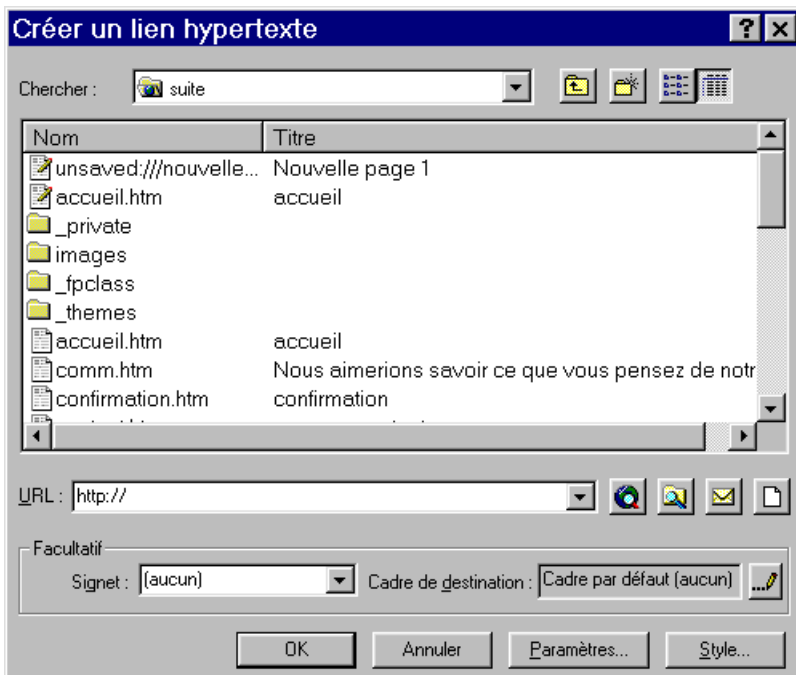 Créer un lien hypertexte
Chercher : suite
Nom Titre
unsaved:///nouvelle... Nouvelle page 1
accueil.htm accueil
_private
images
_fpclass
_themes
accueil.htm accueil
comm.htm Nous aimerions savoir ce que vous pensez de notr
confirmation.htm confirmation
URL : http://
Facultatif
Signet : (aucun) Cadre de destination : Cadre par défaut (aucun)
OK Annuler Paramètres... Style...